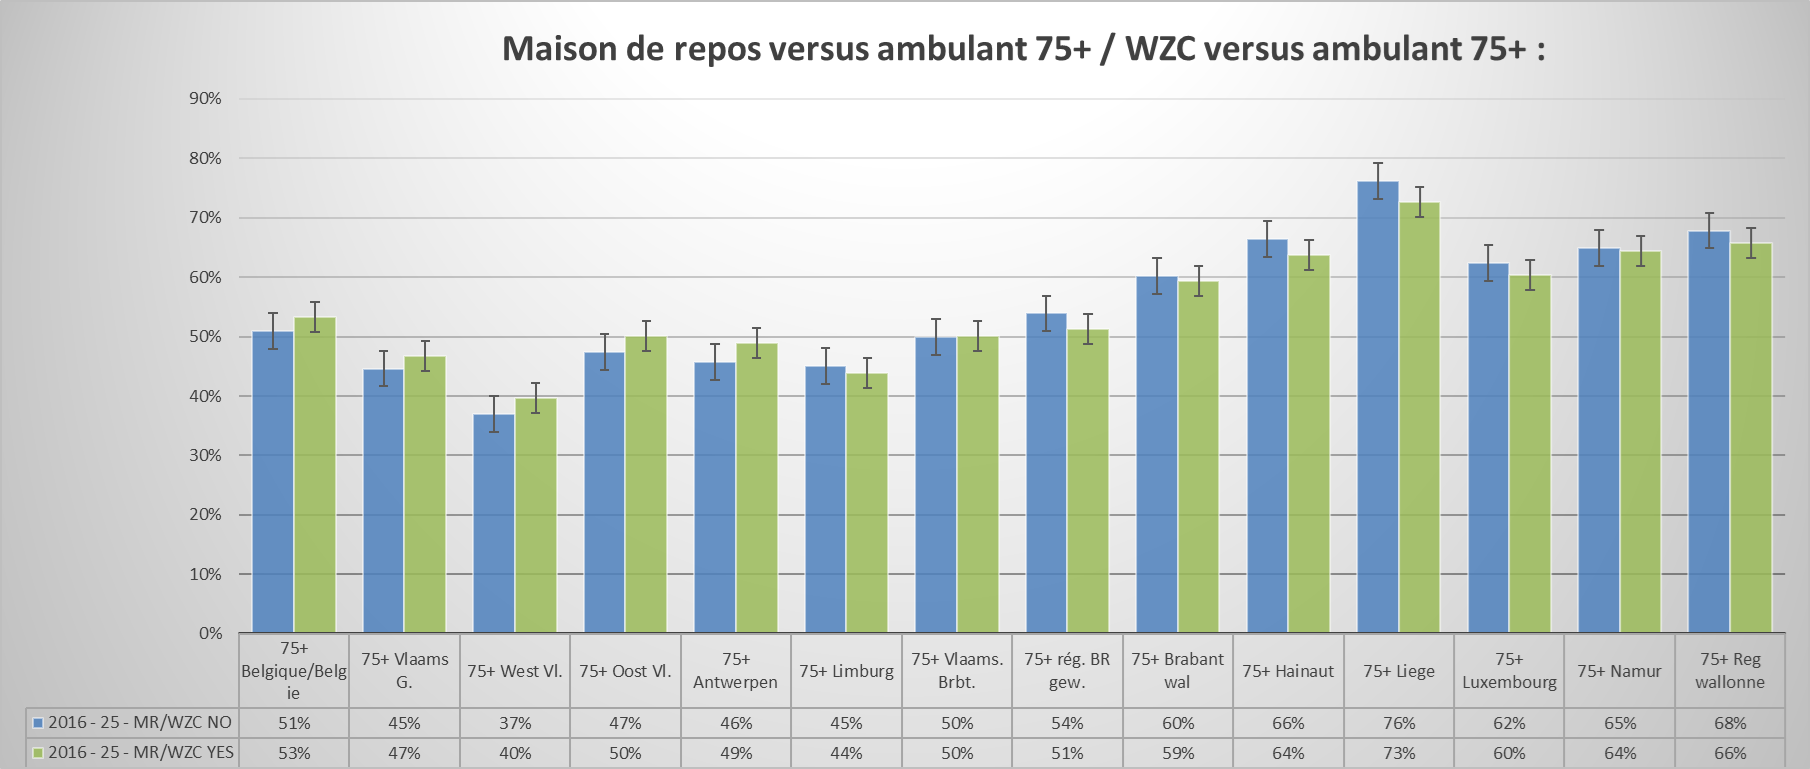 Maison de repos versus ambulant 75+ / WZC versus ambulant 75+ :
90%
80%
70%
60%
50%
40%
30%
20%
10%
0%
75+ Belgique/Belg
ie
75+ Vlaams
G.
75+ West Vl.
75+ Oost Vl.
75+
Antwerpen
75+ Limburg
75+ Vlaams.
Brbt.
75+ rég. BR
gew.
75+ Brabant
wal
75+ Hainaut
75+ Liege
75+
Luxembourg
75+ Namur
75+ Reg
wallonne
2016 - 25 - MR/WZC NO 51% 45% 37% 47% 46% 45% 50% 54% 60% 66% 76% 62% 65% 68%
2016 - 25 - MR/WZC YES 53% 47% 40% 50% 49% 44% 50% 51% 59% 64% 73% 60% 64% 66%